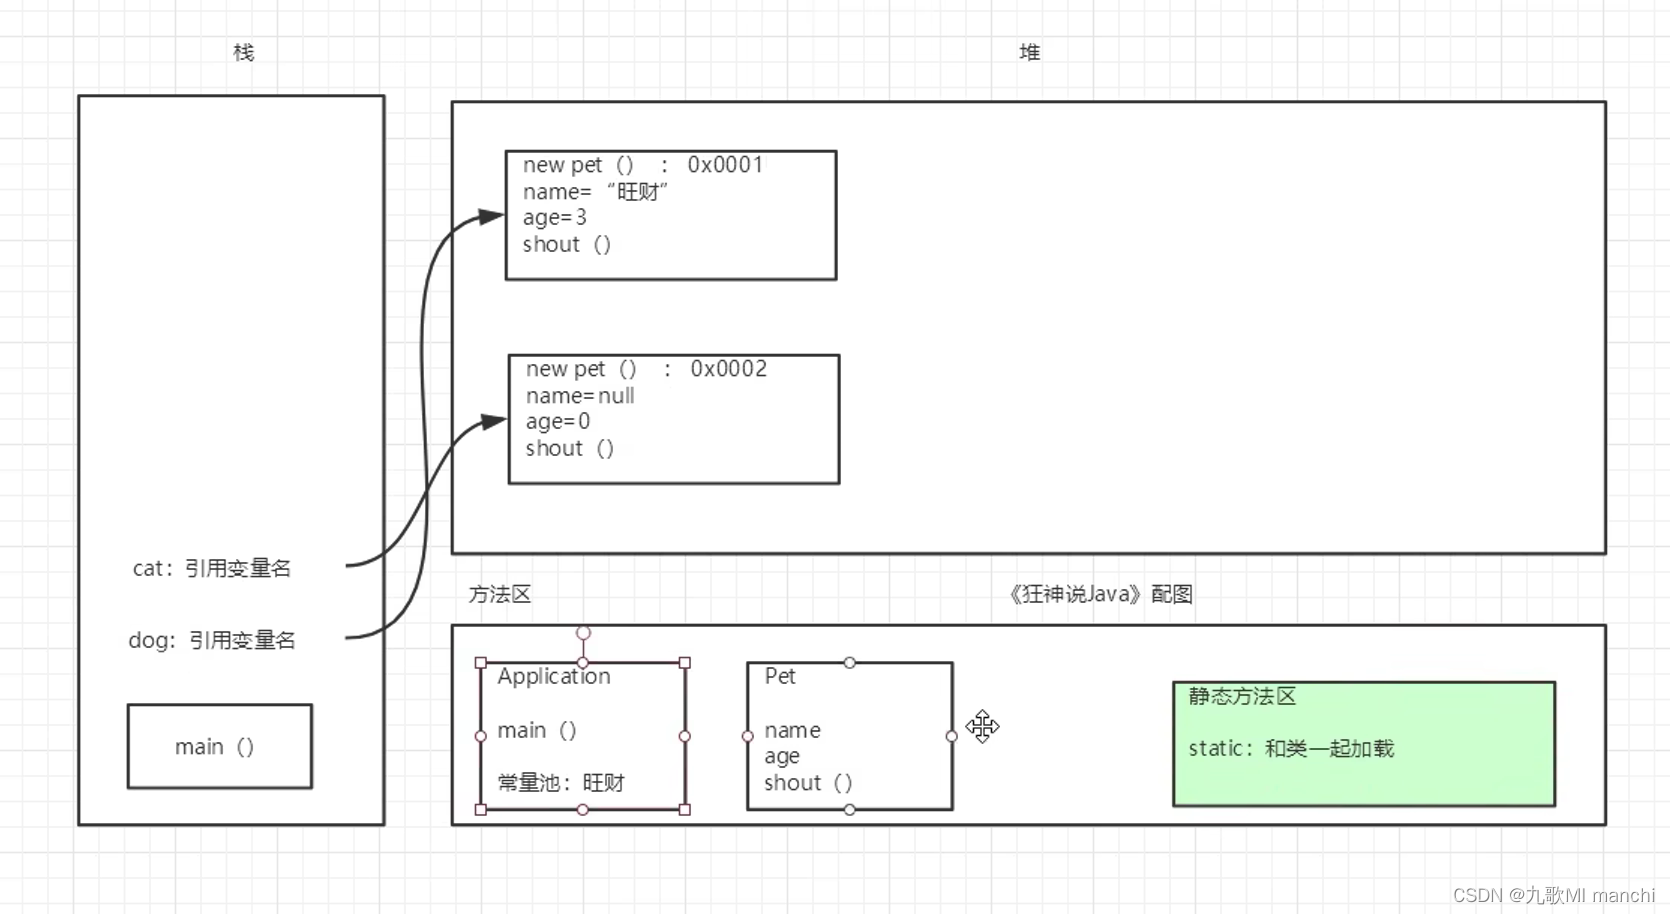 栈
堆
new pet（） ： 0x0001
name= “旺财”
age=3
shout（）
new pet（） ： 0x0002
name=null
age=0
shout（）
cat：引用变量名
dog：引用变量名
main（）
方法区
《狂神说Java》配图
Application
main（）
常量池：旺财
Pet
name
age
shout（）
静态方法区
static：和类一起加载
CSDN @九歌MI manchi